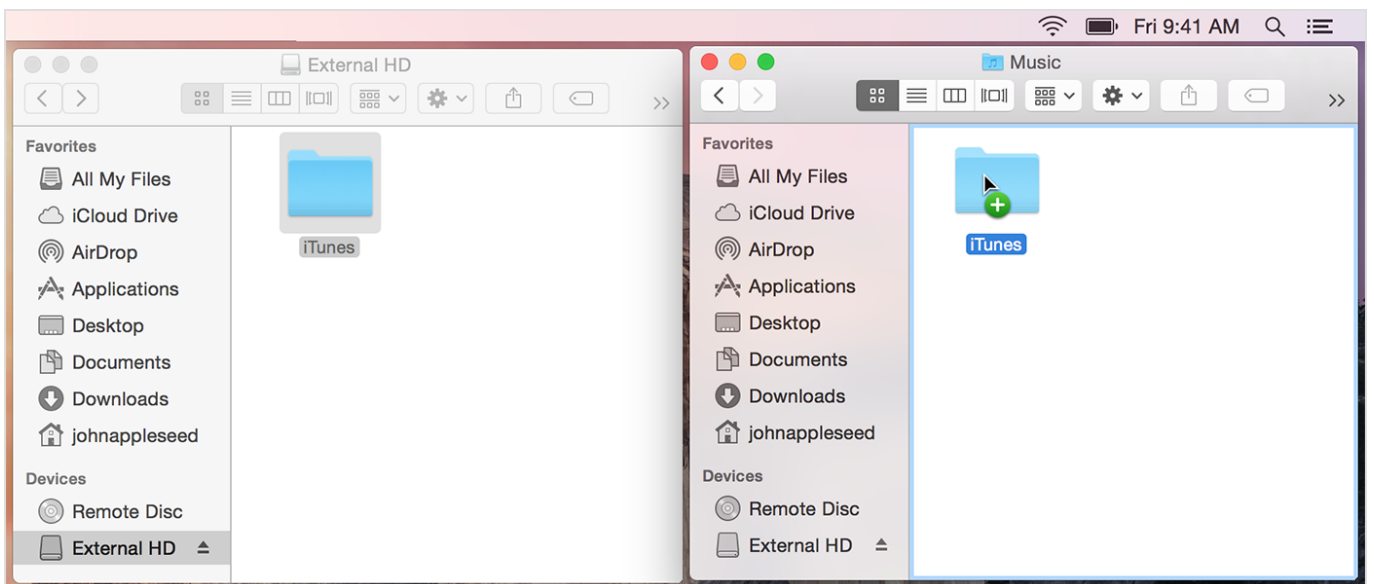 Fri 9:41 AM
External HD
Favorites
All My Files
iCloud Drive
AirDrop
Applications
Desktop
Documents
Downloads
johnappleseed
Devices
Remote Disc
External HD
iTunes
Music
Favorites
All My Files
iCloud Drive
AirDrop
Applications
Desktop
Documents
Downloads
johnappleseed
Devices
Remote Disc
External HD
iTunes